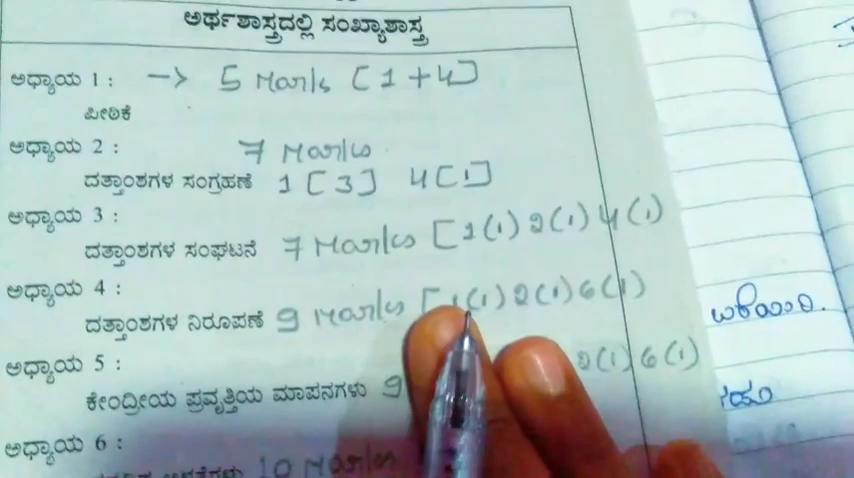 ಅರ್ಥಶಾಸ್ತ್ರದಲ್ಲಿ ಸಂಖ್ಯಾಶಾಸ್ತ್ರ
ಅಧ್ಯಾಯ 1 : → 5 Marks [1+4]
ಪೀಠಿಕೆ
ಅಧ್ಯಾಯ 2 : 7 Marks
ದತ್ತಾಂಶಗಳ ಸಂಗ್ರಹಣೆ 1 [3] 4[1]
ಅಧ್ಯಾಯ 3 :
ದತ್ತಾಂಶಗಳ ಸಂಘಟನೆ 7 Marks [1(1) 2(1) 4(1)
ಅಧ್ಯಾಯ 4 :
ದತ್ತಾಂಶಗಳ ನಿರೂಪಣೆ 9 Marks [1(1) 2(1) 6(1)
ಅಧ್ಯಾಯ 5 :
ಕೇಂದ್ರೀಯ ಪ್ರವೃತ್ತಿಯ ಮಾಪನಗಳು 9 2(1) 6(1)
ಅಧ್ಯಾಯ 6 :
10 Marks